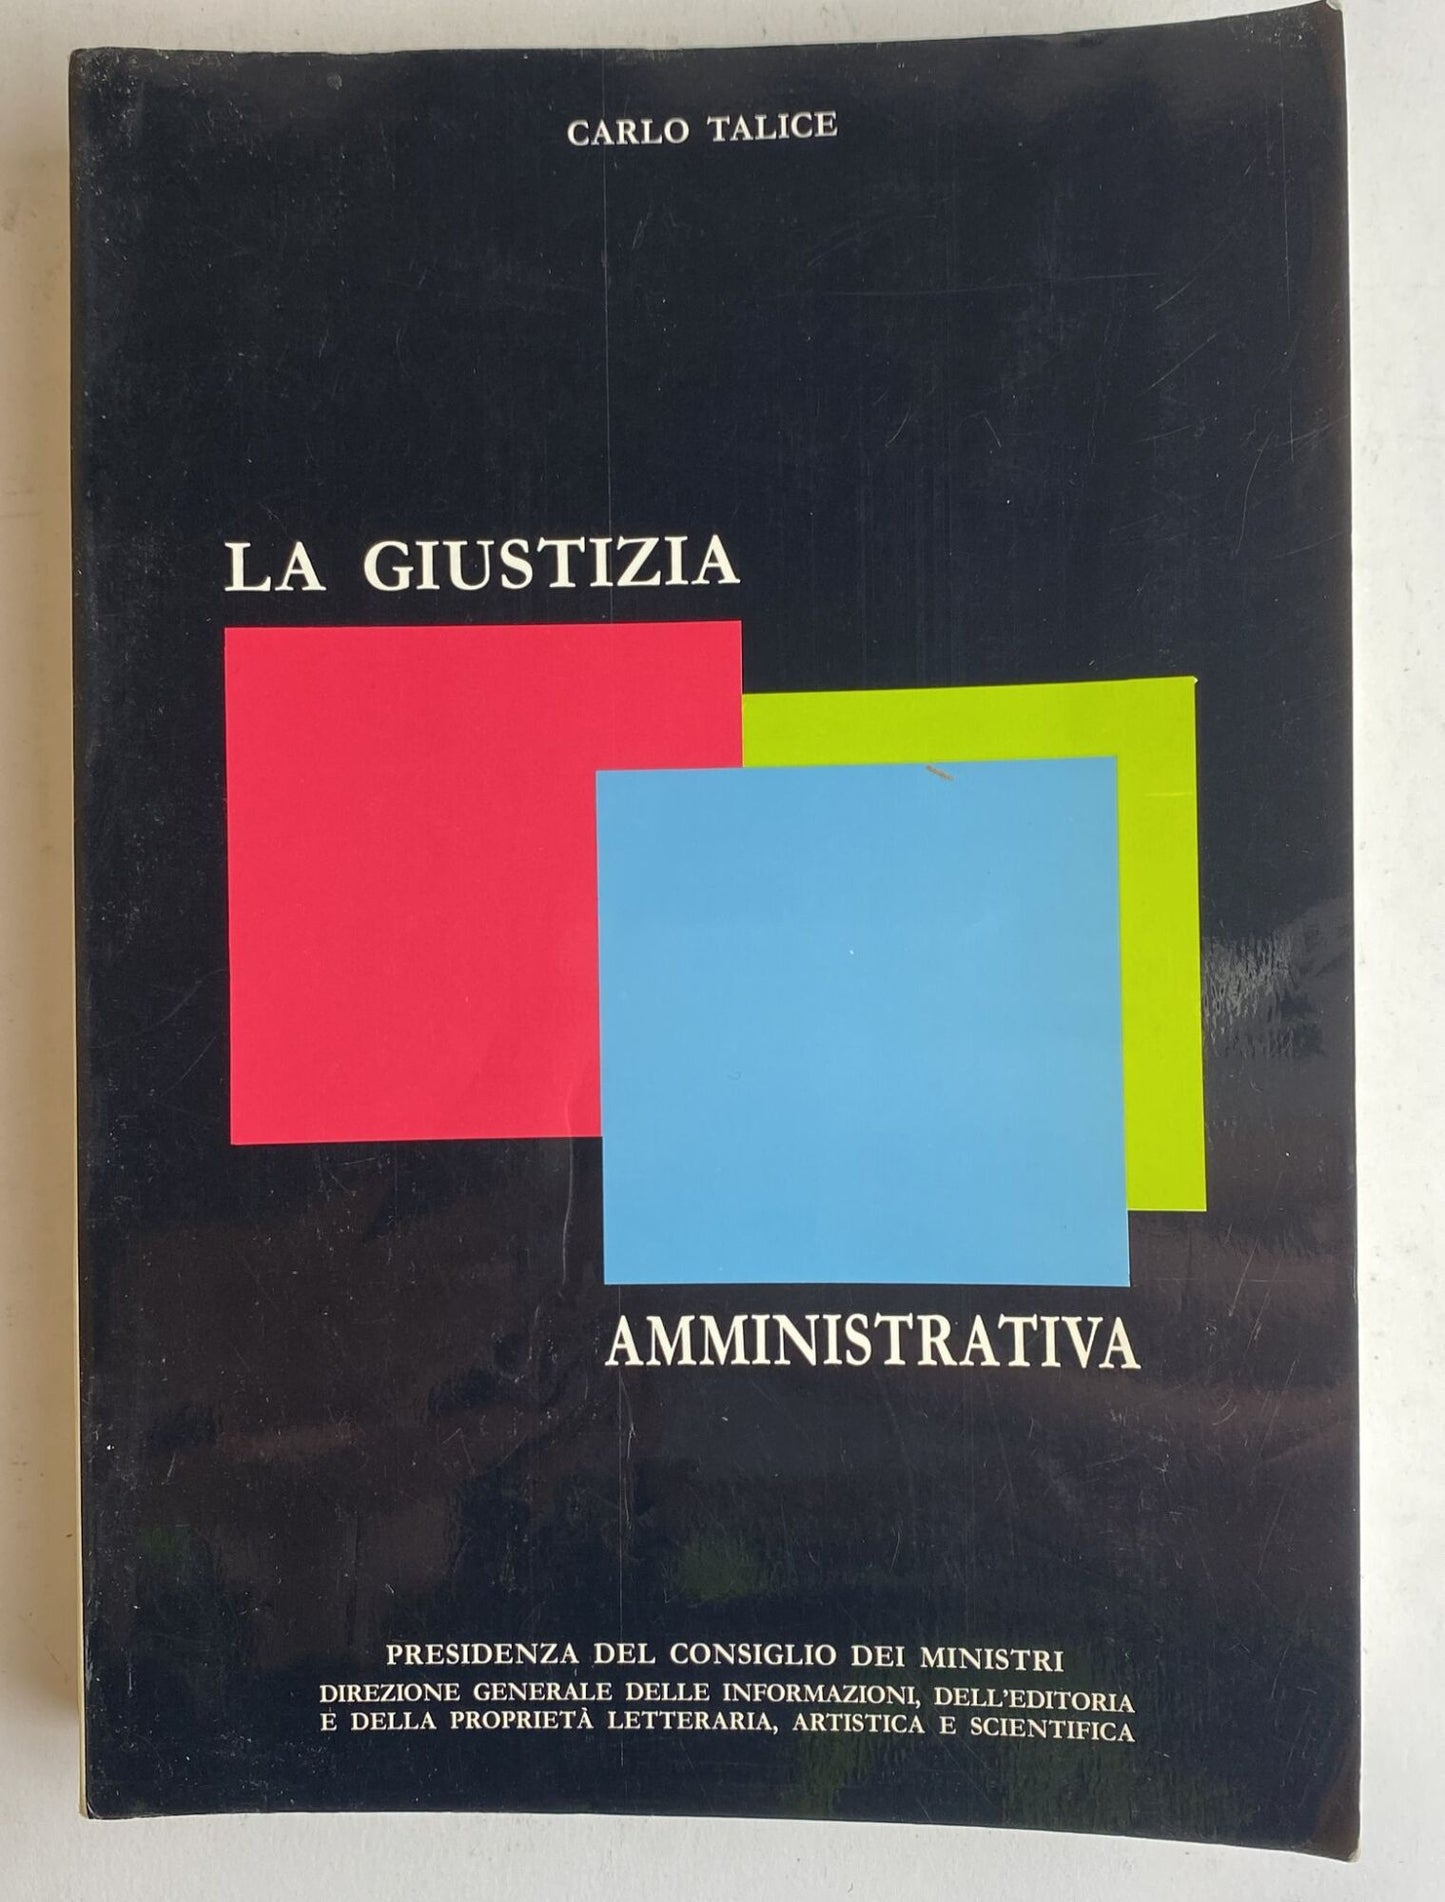 CARLO TALICE
LA GIUSTIZIA
AMMINISTRATIVA
PRESIDENZA DEL CONSIGLIO DEI MINISTRI
DIREZIONE GENERALE DELLE INFORMAZIONI, DELL'EDITORIA
E DELLA PROPRIETÀ LETTERARIA, ARTISTICA E SCIENTIFICA